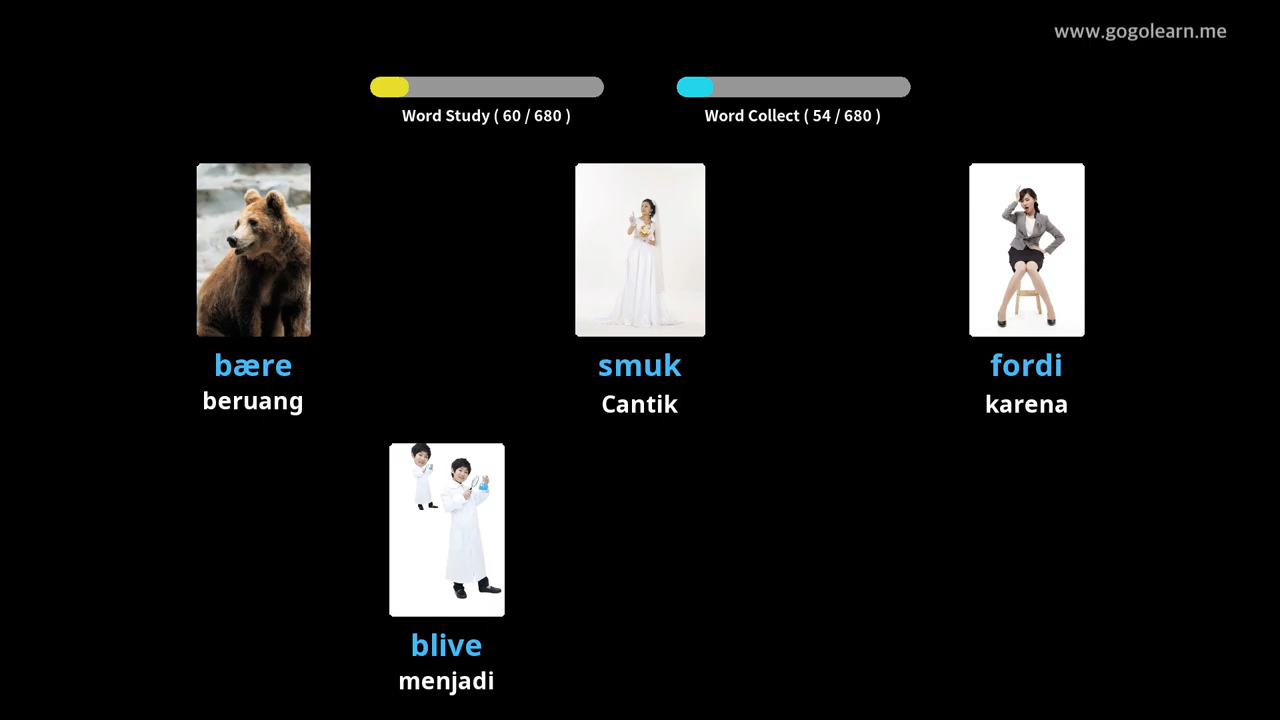 www.gogolearn.me
Word Study ( 60 / 680 )
Word Collect ( 54 / 680 )
bære
beruang
smuk
Cantik
fordi
karena
blive
menjadi